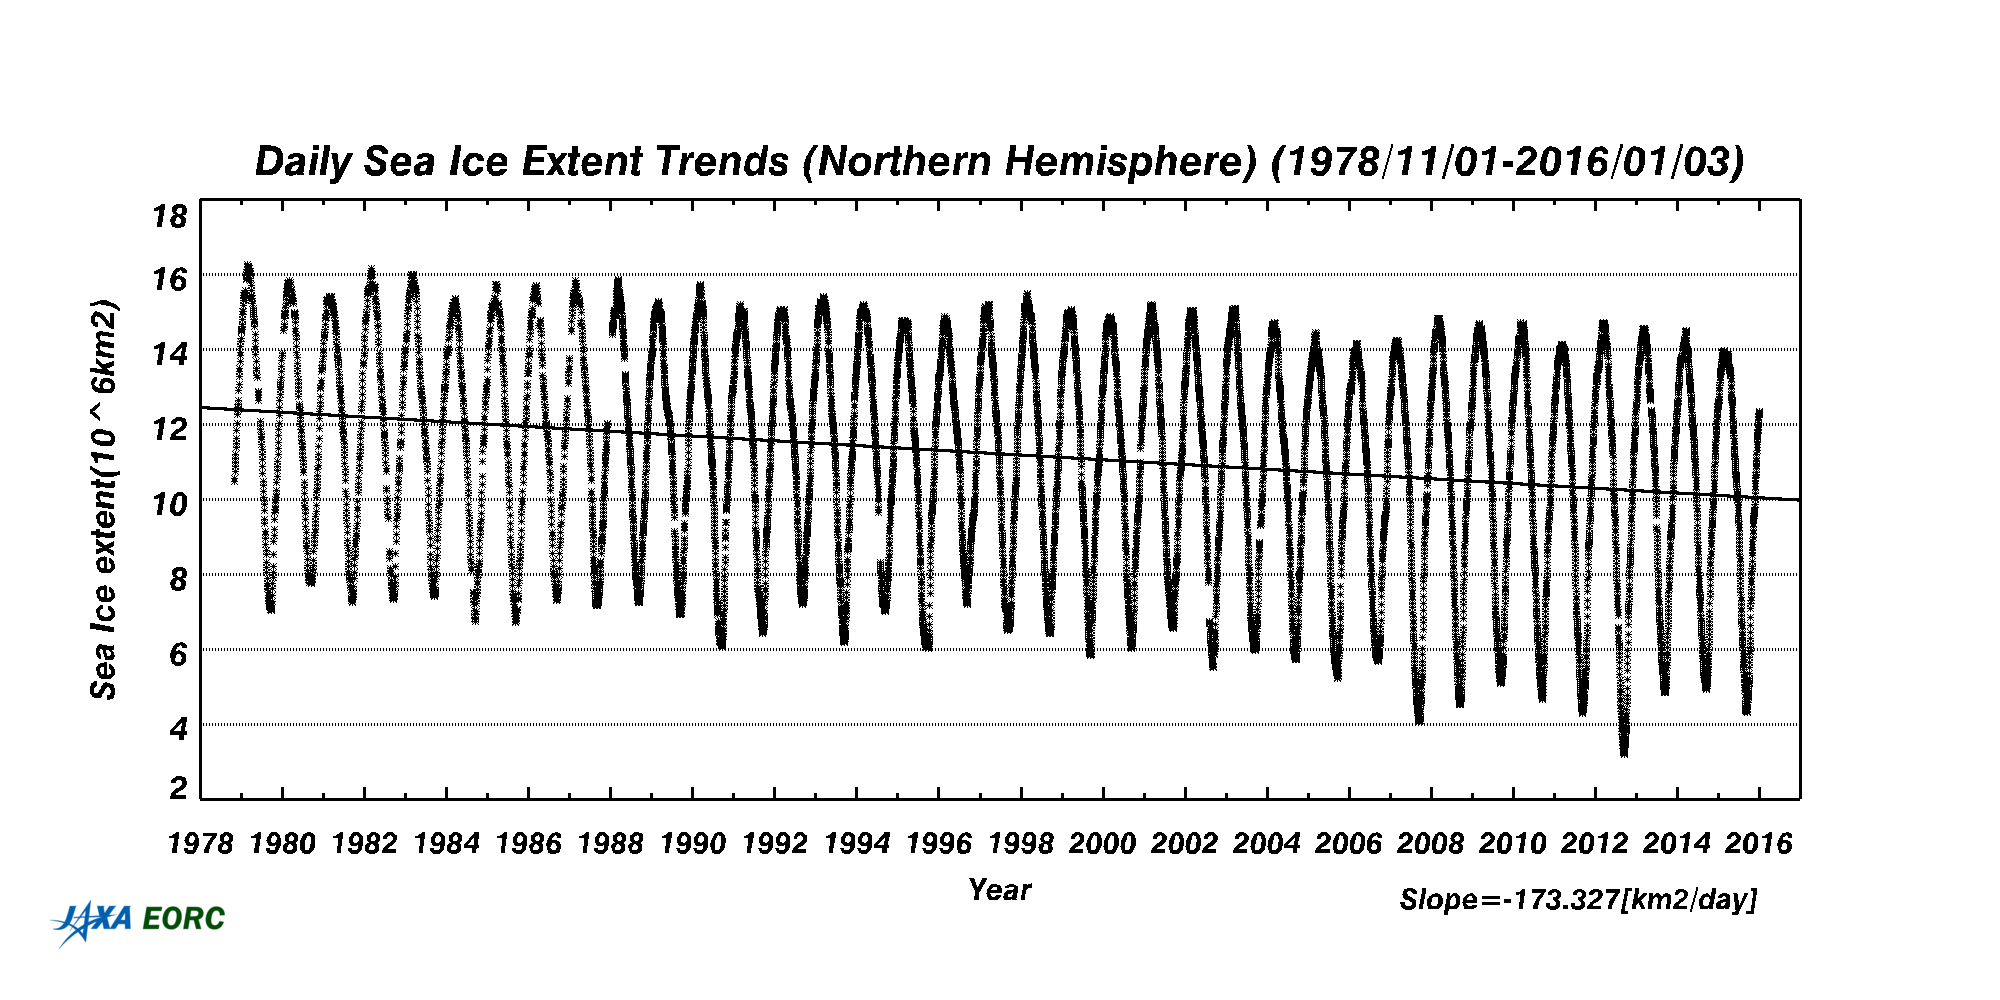 Daily Sea Ice Extent Trends (Northern Hemisphere) (1978/11/01-2016/01/03)
Sea Ice extent(10^6km2)
18
16
14
12
10
8
6
4
2
1978 1980 1982 1984 1986 1988 1990 1992 1994 1996 1998 2000 2002 2004 2006 2008 2010 2012 2014 2016
Year
Slope=-173.327[km2/day]
JAXA EORC